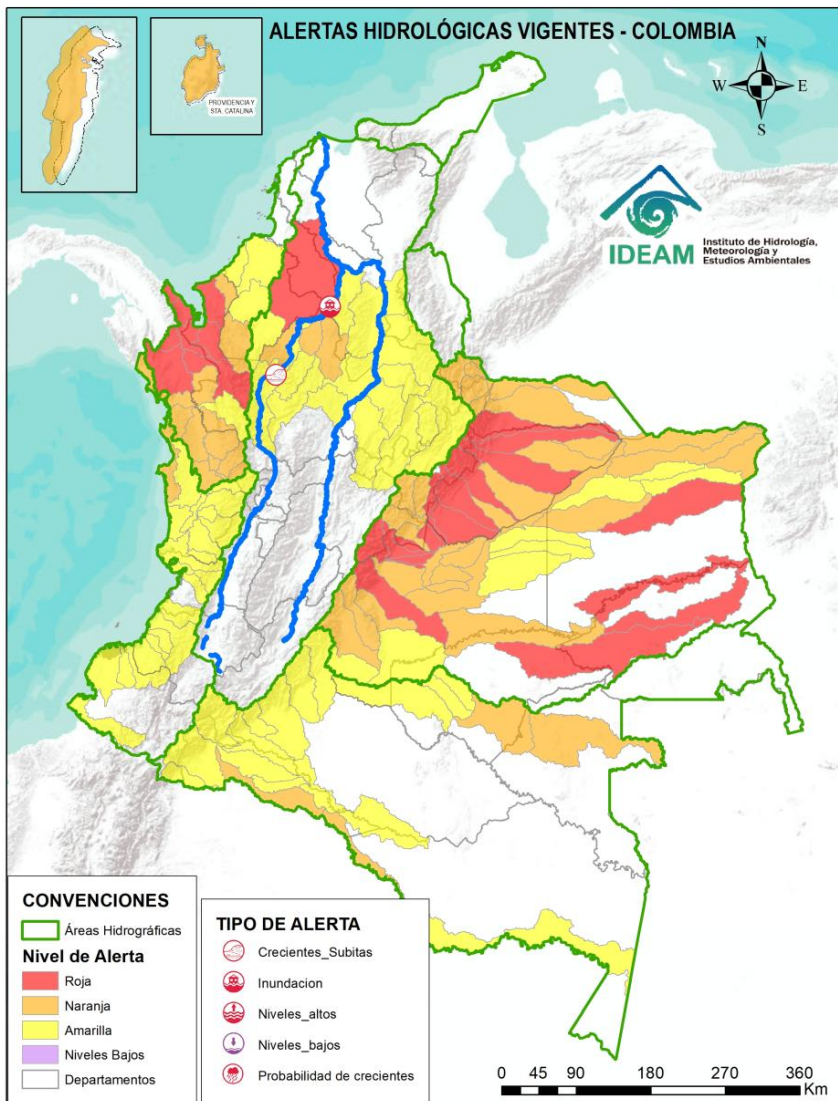 ALERTAS HIDROLÓGICAS VIGENTES - COLOMBIA
PROVIDENCIA Y
STA. CATALINA
N
W
E
S
IDEAM
Instituto de Hidrología,
Meteorología y
Estudios Ambientales
CONVENCIONES
Áreas Hidrográficas
Nivel de Alerta
Roja
Naranja
Amarilla
Niveles Bajos
Departamentos
TIPO DE ALERTA
Crecientes_Subitas
Inundacion
Niveles_altos
Niveles_bajos
Probabilidad de crecientes
0 45 90 180 270 360
Km